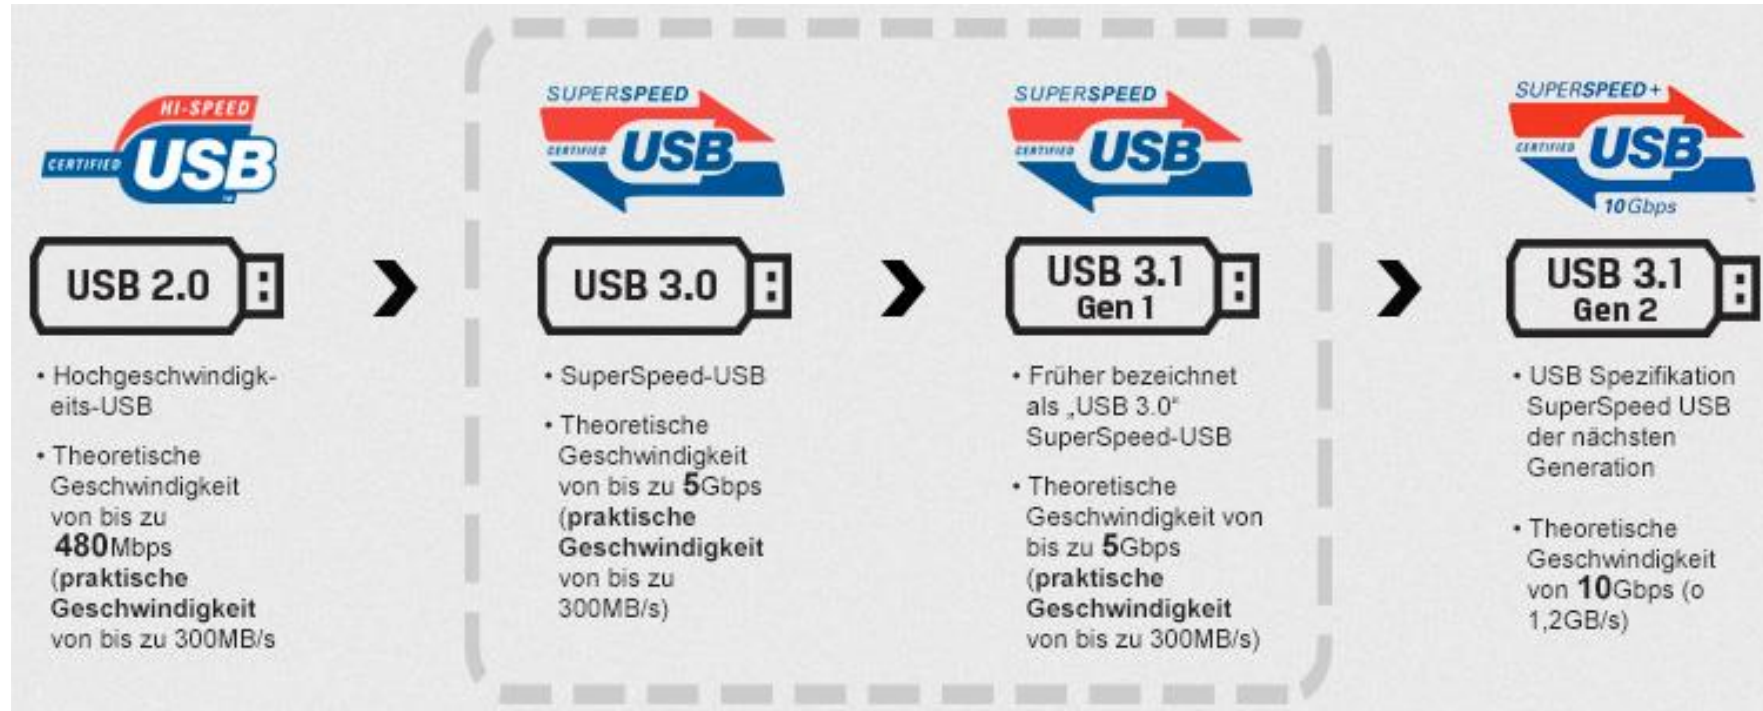 HI-SPEED
CERTIFIED USB
USB 2.0
• Hochgeschwindigk-
eits-USB
• Theoretische
Geschwindigkeit
von bis zu
480Mbps
(praktische
Geschwindigkeit
von bis zu 300MB/s
SUPERSPEED
CERTIFIED USB
USB 3.0
• SuperSpeed-USB
• Theoretische
Geschwindigkeit
von bis zu 5Gbps
(praktische
Geschwindigkeit
von bis zu
300MB/s)
SUPERSPEED
CERTIFIED USB
USB 3.1
Gen 1
• Früher bezeichnet
als „USB 3.0“
SuperSpeed-USB
• Theoretische
Geschwindigkeit von
bis zu 5Gbps
(praktische
Geschwindigkeit
von bis zu 300MB/s)
SUPERSPEED+
CERTIFIED USB
10Gbps
USB 3.1
Gen 2
• USB Spezifikation
SuperSpeed USB
der nächsten
Generation
• Theoretische
Geschwindigkeit
von 10Gbps (o
1,2GB/s)